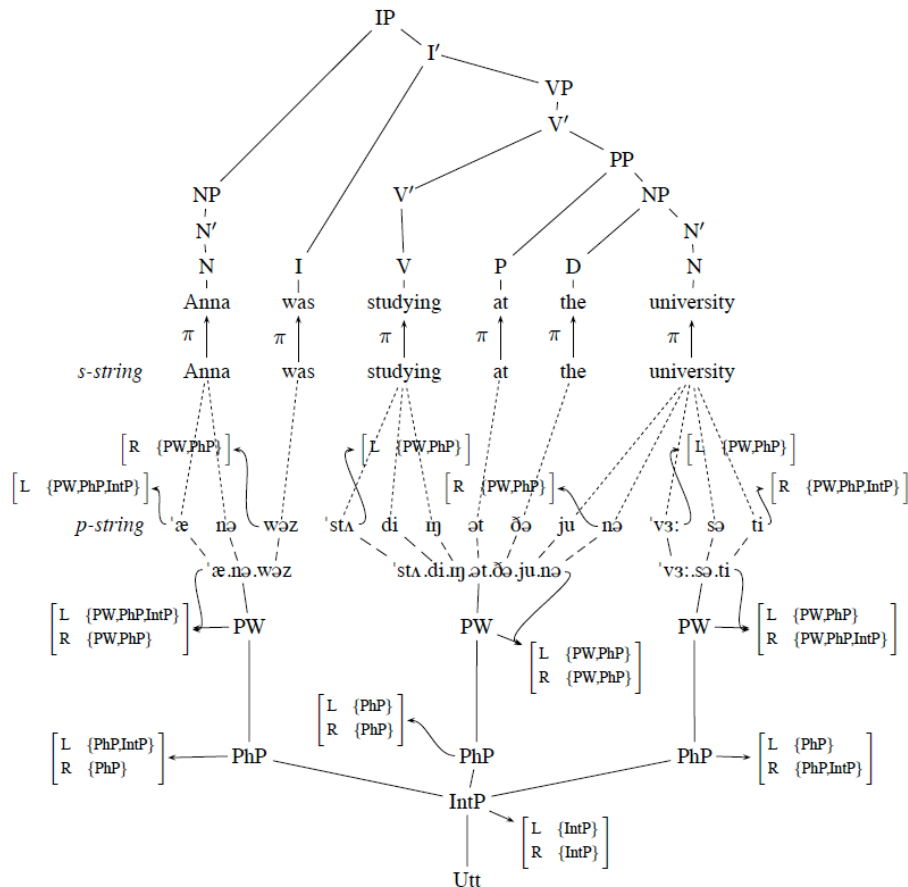 IP
I′
VP
V′
PP
NP V′ NP
N′ N′
N I V P D N
Anna was studying at the university
π π π π π π
s-string Anna was studying at the university
[R {PW,PhP}] [L {PW,PhP}] [L {PW,PhP}]
[L {PW,PhP,IntP}] [R {PW,PhP}] [R {PW,PhP,IntP}]
p-string ˈæ nə wəz ˈstʌ di ɪŋ ət ðə ju nə ˈvɜː sə ti
ˈæ.nə.wəz ˈstʌ.di.ɪŋ.ət.ðə.ju.nə ˈvɜː.sə.ti
L {PW,PhP,IntP}
R {PW,PhP}
PW PW PW
L {PW,PhP}
R {PW,PhP,IntP}
L {PW,PhP}
R {PW,PhP}
L {PhP}
R {PhP}
L {PhP,IntP}
R {PhP}
PhP PhP PhP
L {PhP}
R {PhP,IntP}
IntP
L {IntP}
R {IntP}
Utt